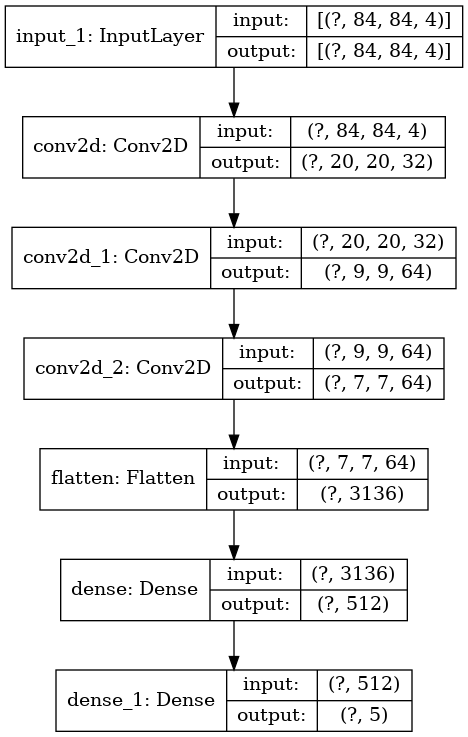 input_1: InputLayer
input: [(?, 84, 84, 4)]
output: [(?, 84, 84, 4)]
conv2d: Conv2D
input: (?, 84, 84, 4)
output: (?, 20, 20, 32)
conv2d_1: Conv2D
input: (?, 20, 20, 32)
output: (?, 9, 9, 64)
conv2d_2: Conv2D
input: (?, 9, 9, 64)
output: (?, 7, 7, 64)
flatten: Flatten
input: (?, 7, 7, 64)
output: (?, 3136)
dense: Dense
input: (?, 3136)
output: (?, 512)
dense_1: Dense
input: (?, 512)
output: (?, 5)